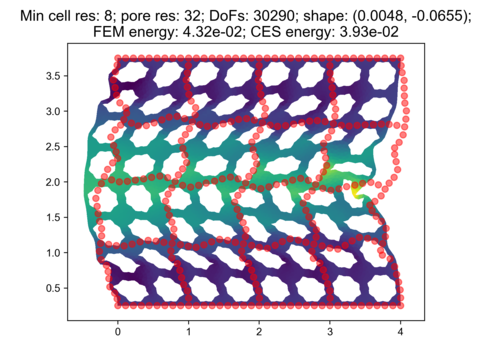 Min cell res: 8; pore res: 32; DoFs: 30290; shape: (0.0048, -0.0655);
FEM energy: 4.32e-02; CES energy: 3.93e-02
3.5
3.0
2.5
2.0
1.5
1.0
0.5
0 1 2 3 4